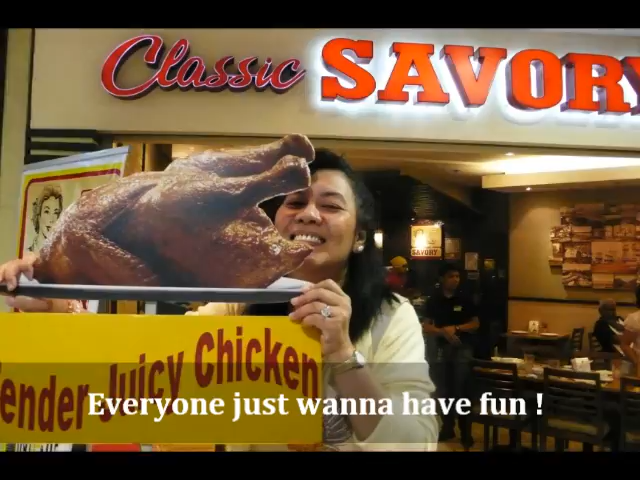 Classic SAVORY
SAVORY
Tender Juicy Chicken
Everyone just wanna have fun !